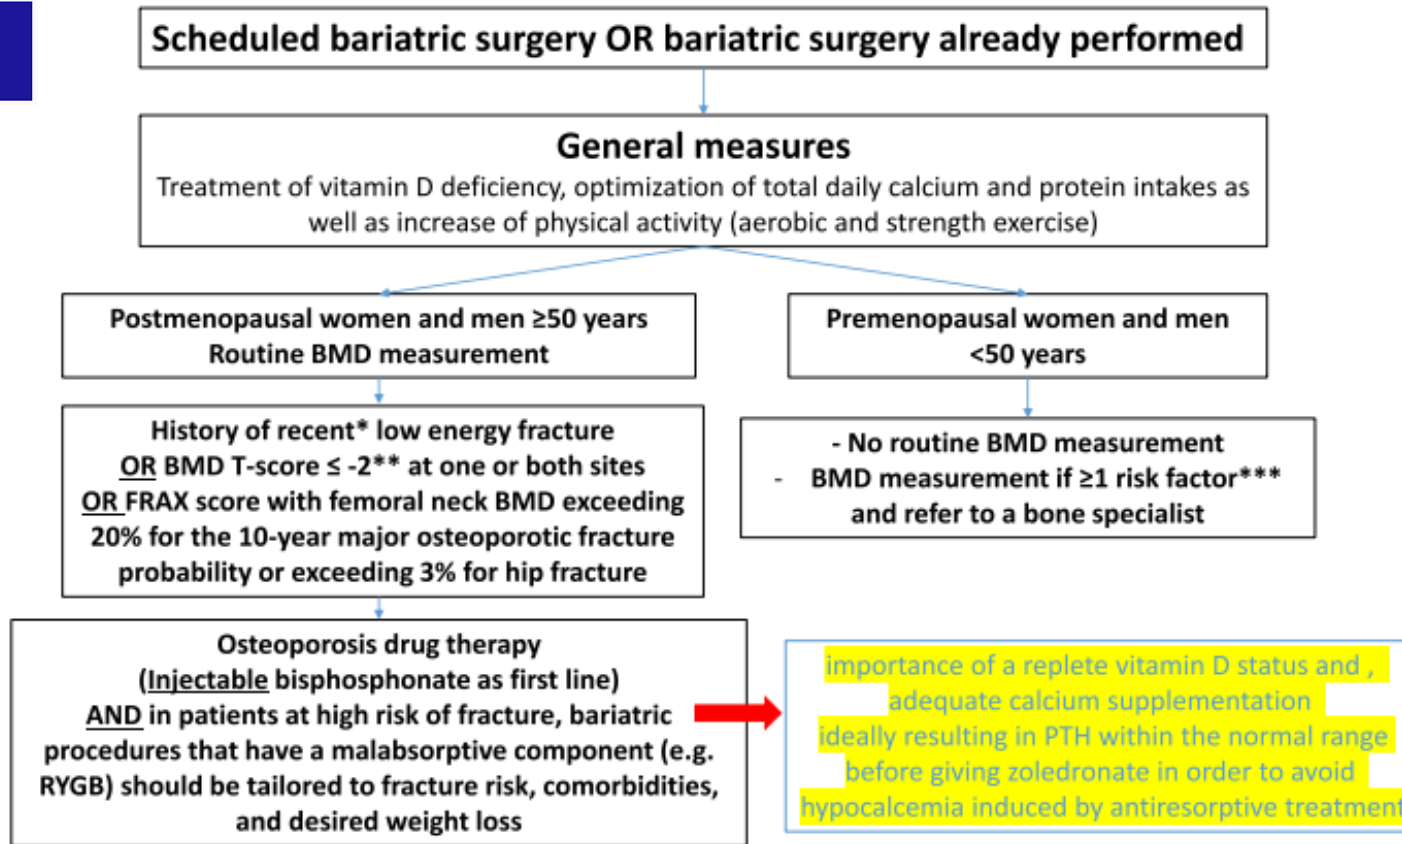 Scheduled bariatric surgery OR bariatric surgery already performed
General measures
Treatment of vitamin D deficiency, optimization of total daily calcium and protein intakes as
well as increase of physical activity (aerobic and strength exercise)
Postmenopausal women and men ≥50 years
Routine BMD measurement
Premenopausal women and men
<50 years
History of recent* low energy fracture
OR BMD T-score ≤ -2** at one or both sites
OR FRAX score with femoral neck BMD exceeding
20% for the 10-year major osteoporotic fracture
probability or exceeding 3% for hip fracture
- No routine BMD measurement
- BMD measurement if ≥1 risk factor***
and refer to a bone specialist
Osteoporosis drug therapy
(Injectable bisphosphonate as first line)
AND in patients at high risk of fracture, bariatric
procedures that have a malabsorptive component (e.g.
RYGB) should be tailored to fracture risk, comorbidities,
and desired weight loss
importance of a replete vitamin D status and ,
adequate calcium supplementation
ideally resulting in PTH within the normal range
before giving zoledronate in order to avoid
hypocalcemia induced by antiresorptive treatment